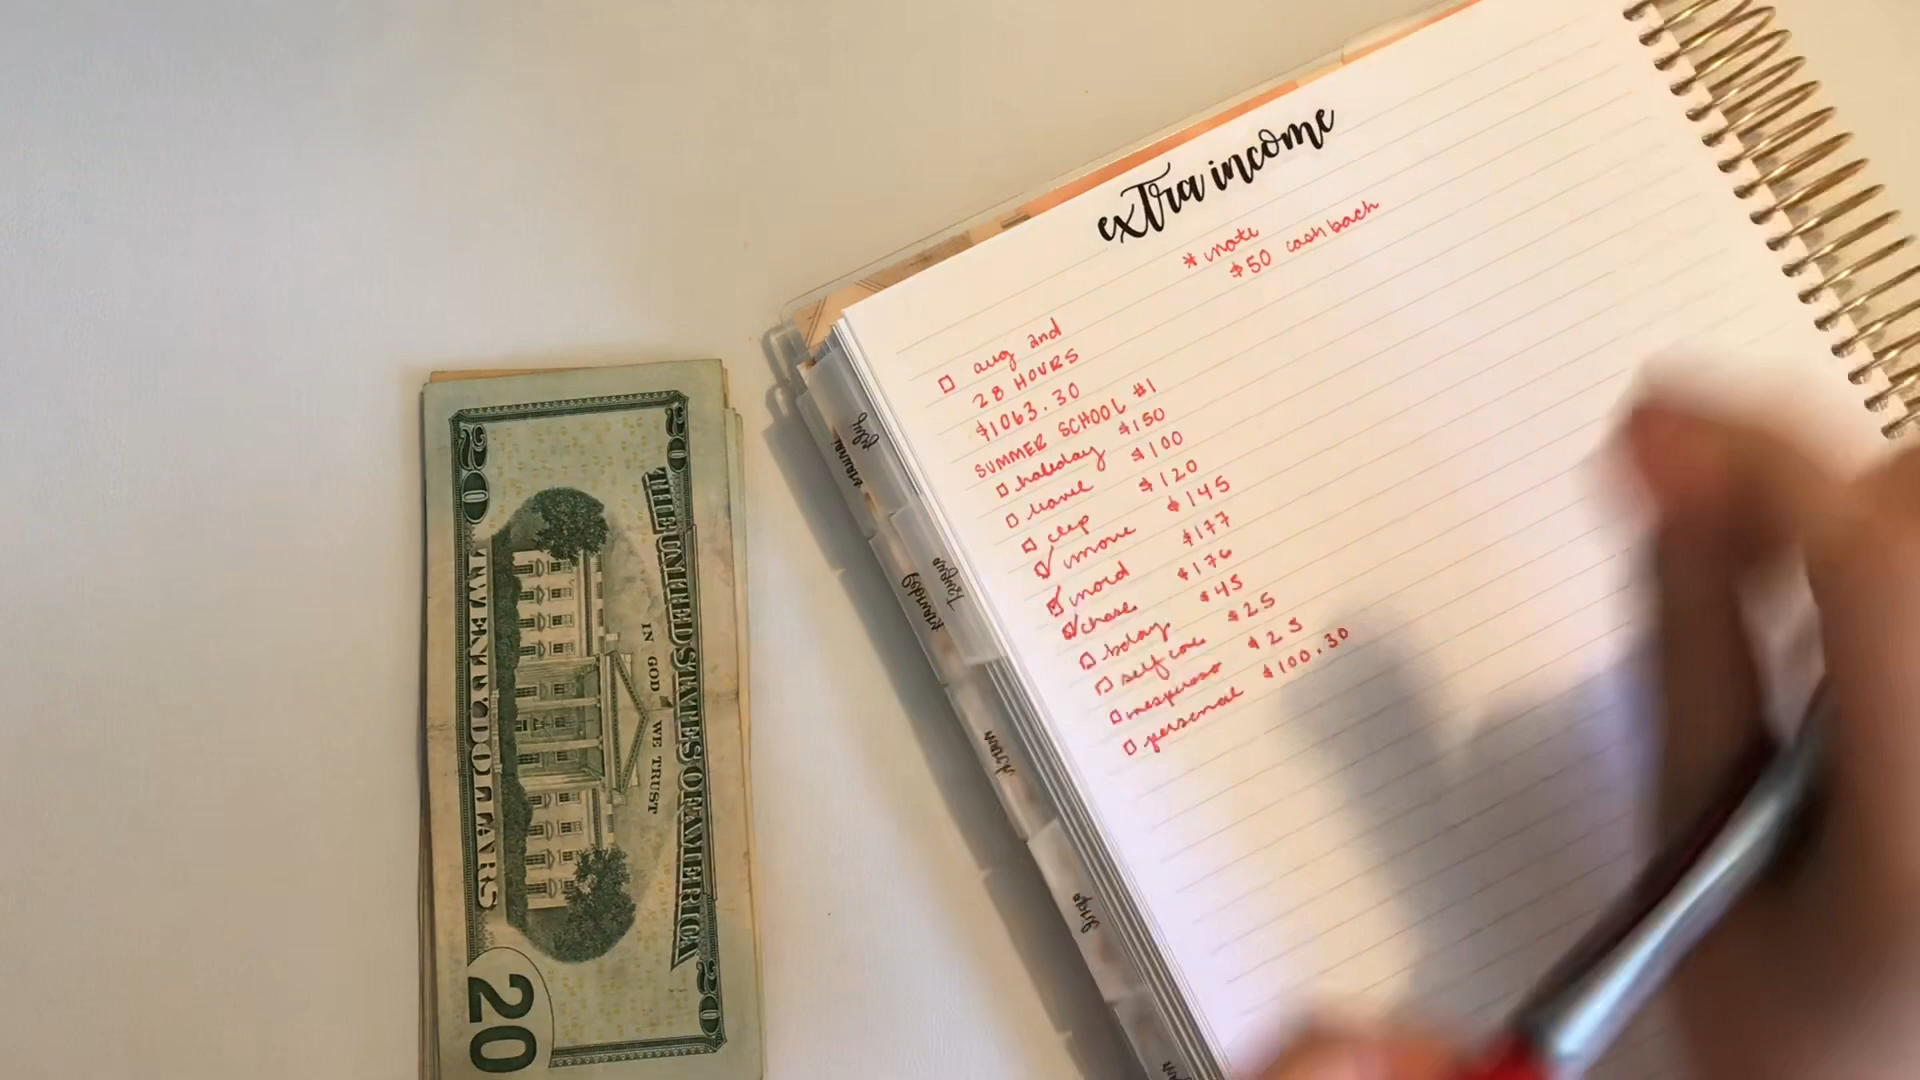 extra income
* note
$50 cash back
□ aug 2nd
28 HOURS
$1063.30
SUMMER SCHOOL #1
□ holiday $150
□ travel $100
□ clep $120
☑ $145
☑ nord $177
☑ chase $176
□ bday $45
□ self care $25
□ nespresso $25
□ personal $100.30
THE UNITED STATES OF AMERICA
IN GOD WE TRUST
TWENTY DOLLARS
20
20
20
20